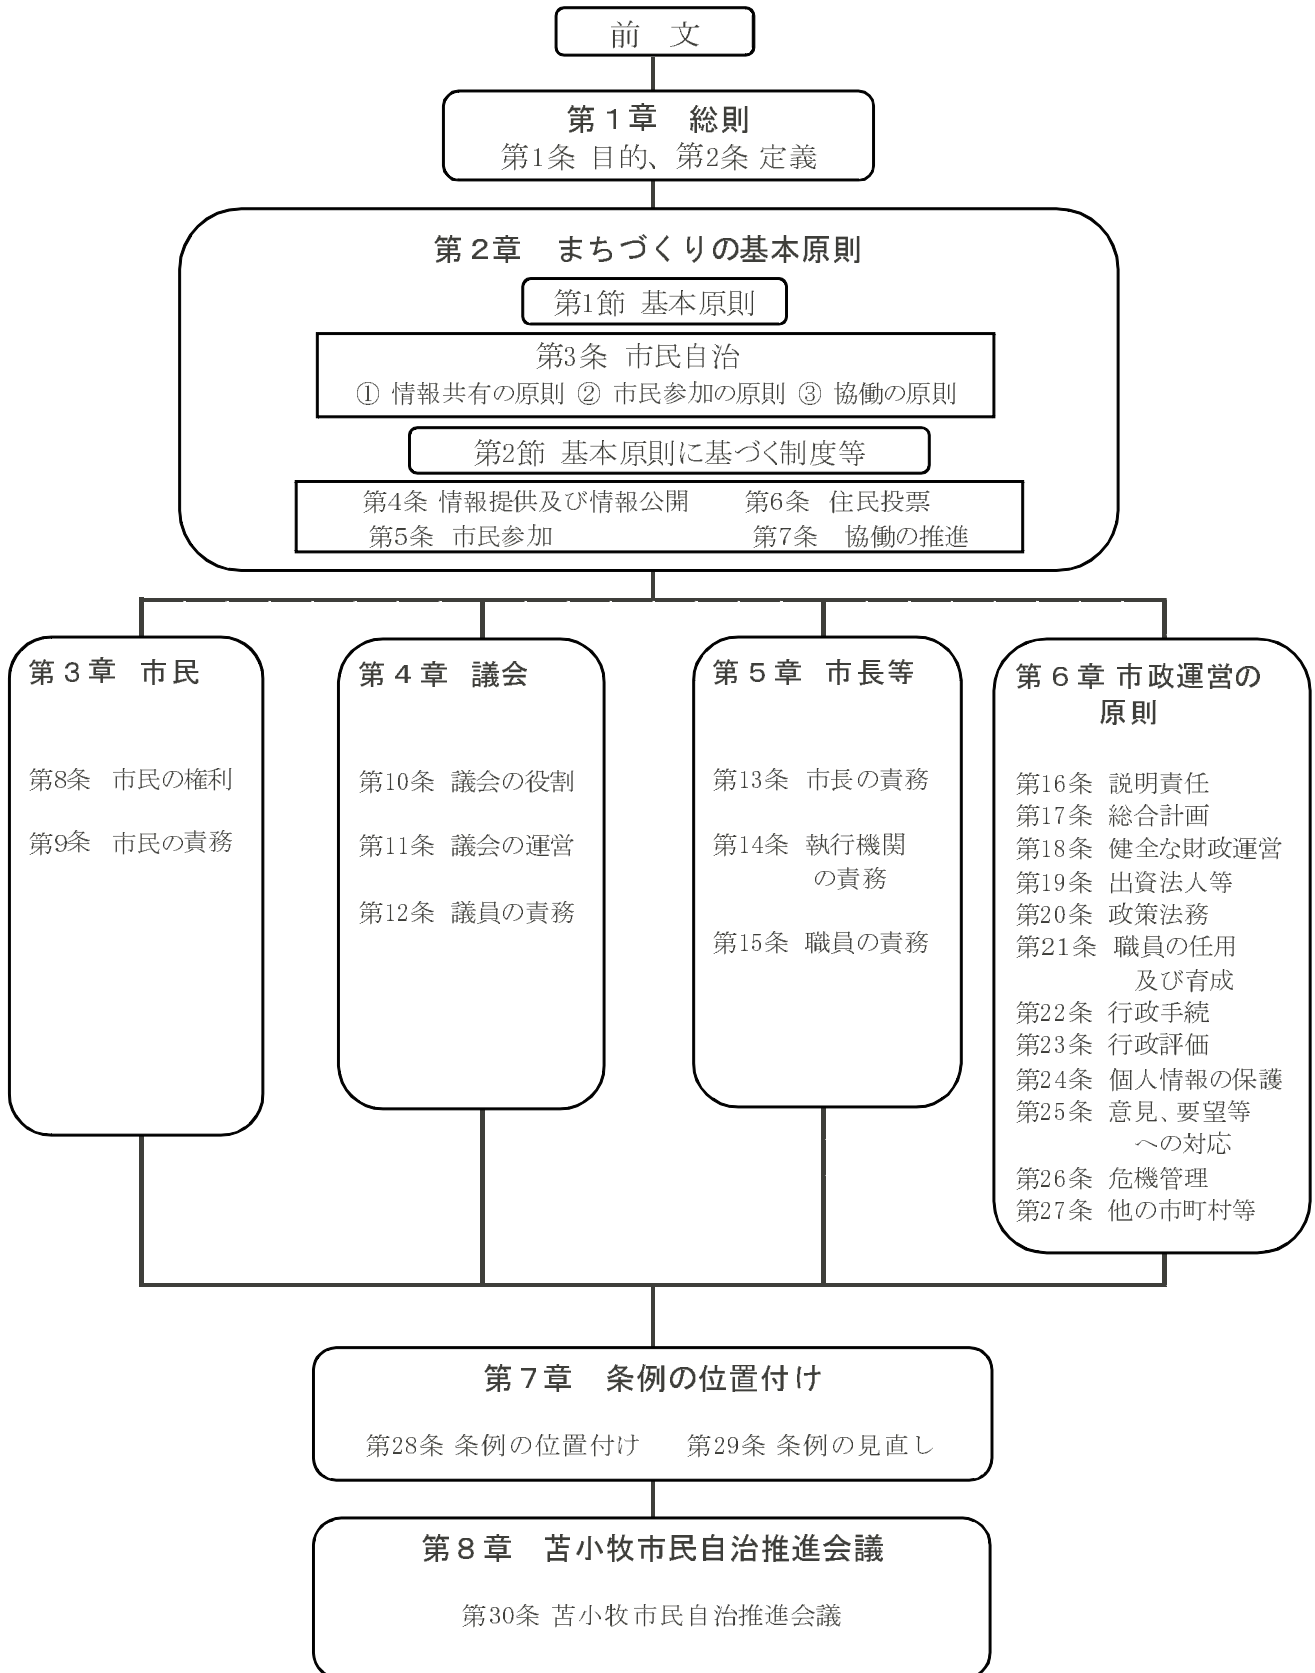 前　文
第１章　総則
第1条 目的、第2条 定義
第２章　まちづくりの基本原則
第1節 基本原則
第3条 市民自治
① 情報共有の原則 ② 市民参加の原則 ③ 協働の原則
第2節 基本原則に基づく制度等
第4条 情報提供及び情報公開　　第6条 住民投票
第5条 市民参加　　第7条 協働の推進
第３章 市民
第8条 市民の権利
第9条 市民の責務
第４章 議会
第10条 議会の役割
第11条 議会の運営
第12条 議員の責務
第５章 市長等
第13条 市長の責務
第14条 執行機関
の責務
第15条 職員の責務
第６章 市政運営の
原則
第16条 説明責任
第17条 総合計画
第18条 健全な財政運営
第19条 出資法人等
第20条 政策法務
第21条 職員の任用
及び育成
第22条 行政手続
第23条 行政評価
第24条 個人情報の保護
第25条 意見、要望等
への対応
第26条 危機管理
第27条 他の市町村等
第７章　条例の位置付け
第28条 条例の位置付け　　第29条 条例の見直し
第８章　苫小牧市民自治推進会議
第30条 苫小牧市民自治推進会議